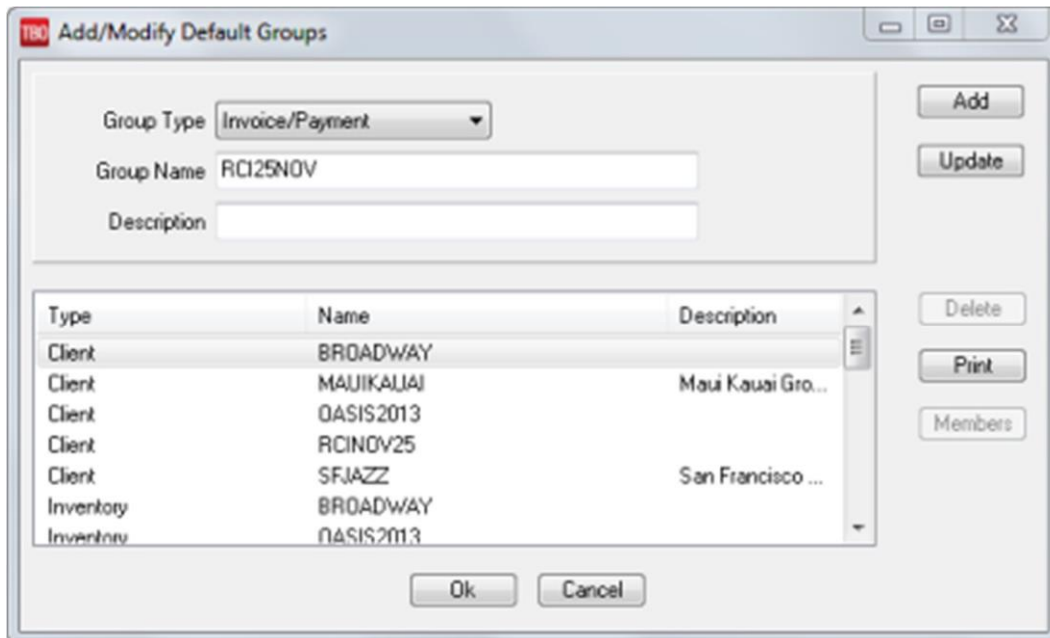 TBO Add/Modify Default Groups
Group Type Invoice/Payment
Add
Group Name RCI25NOV
Update
Description
Type Name Description
Delete
Client BROADWAY
Client MAUIKAUAI Maui Kauai Gro...
Print
Client OASIS2013
Client RCINOV25
Members
Client SFJAZZ San Francisco ...
Inventory BROADWAY
Inventory OASIS2013
Ok Cancel